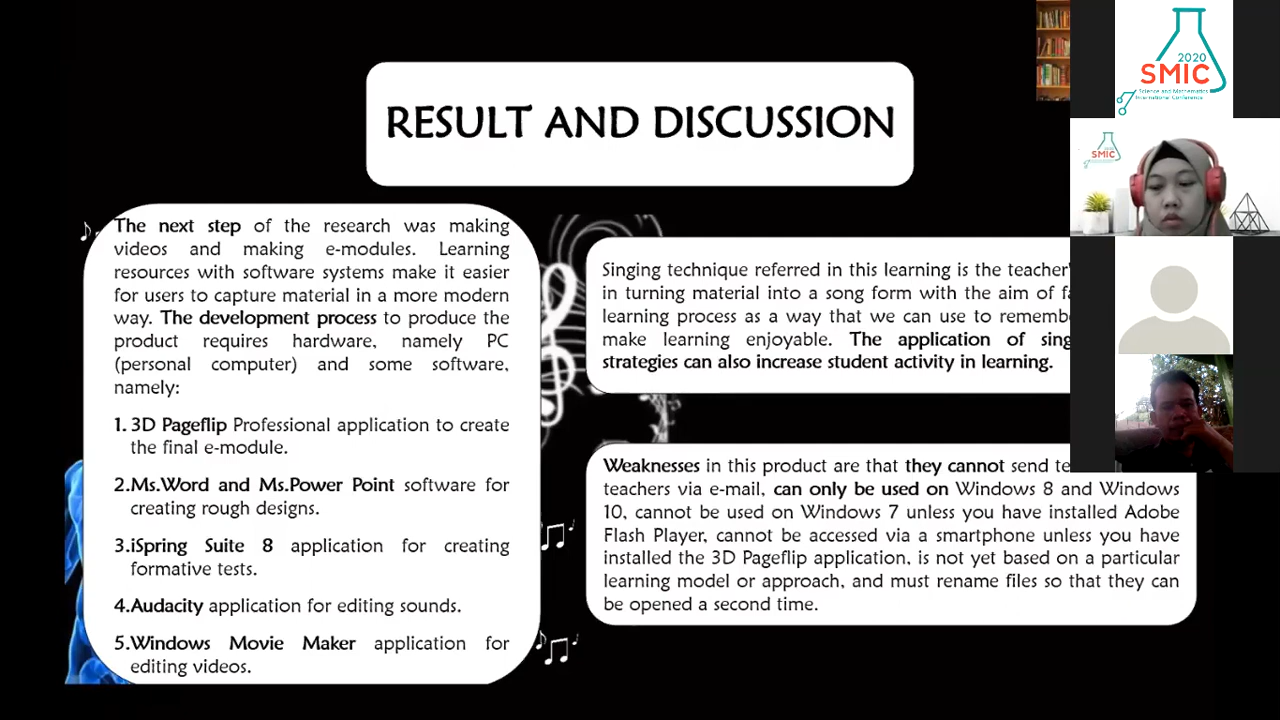 RESULT AND DISCUSSION
The next step of the research was making
videos and making e-modules. Learning
resources with software systems make it easier
for users to capture material in a more modern
way. The development process to produce the
product requires hardware, namely PC
(personal computer) and some software,
namely:
1. 3D Pageflip Professional application to create
the final e-module.
2.Ms.Word and Ms.Power Point software for
creating rough designs.
3.iSpring Suite 8 application for creating
formative tests.
4.Audacity application for editing sounds.
5.Windows Movie Maker application for
editing videos.
Singing technique referred in this learning is the teacher'
in turning material into a song form with the aim of
learning process as a way that we can use to
make learning enjoyable. The application of
strategies can also increase student activity in learning.
Weaknesses in this product are that they cannot send
teachers via e-mail, can only be used on Windows 8 and Windows
10, cannot be used on Windows 7 unless you have installed Adobe
Flash Player, cannot be accessed via a smartphone unless you have
installed the 3D Pageflip application, is not yet based on a particular
learning model or approach, and must rename files so that they can
be opened a second time.
2020
SMIC
Science and Mathematics
International Conference
SMIC